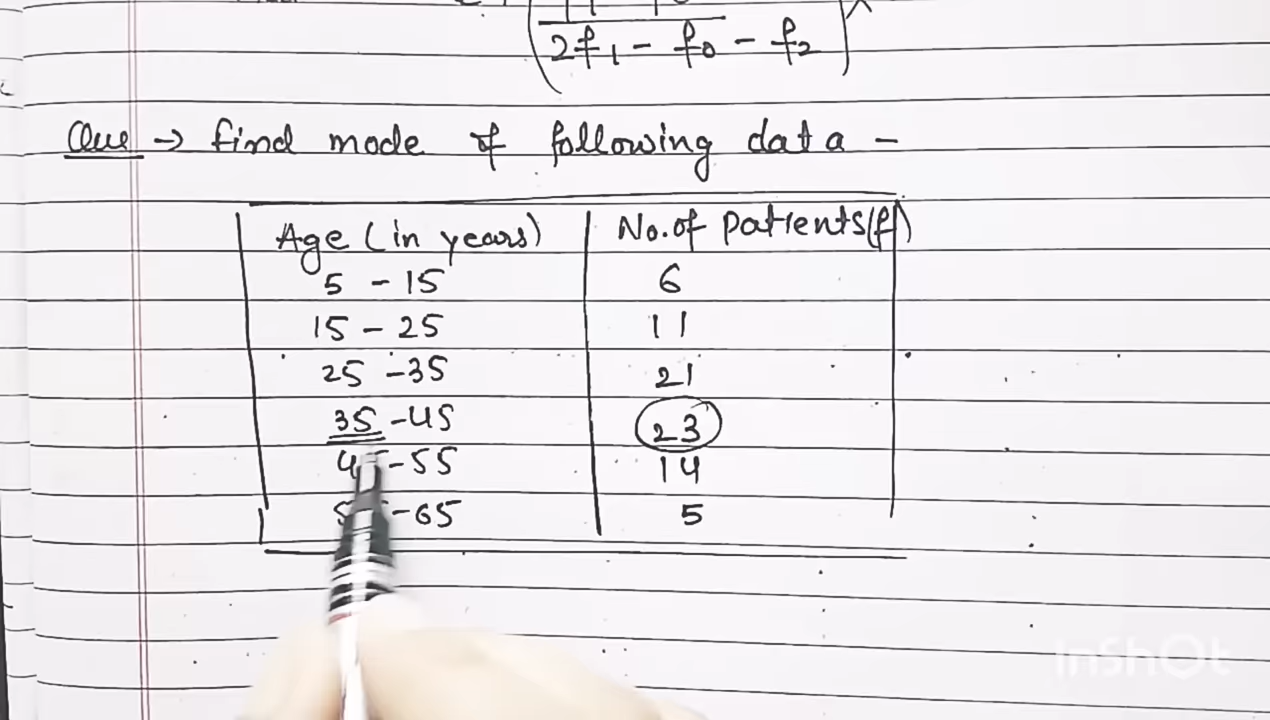 2f₁ - f₀ - f₂
Que → find mode of following data -
Age (in years) No. of Patients (f)
5 - 15 6
15 - 25 11
25 - 35 21
35 - 45 23
- 55 14
- 65 5
InShOt